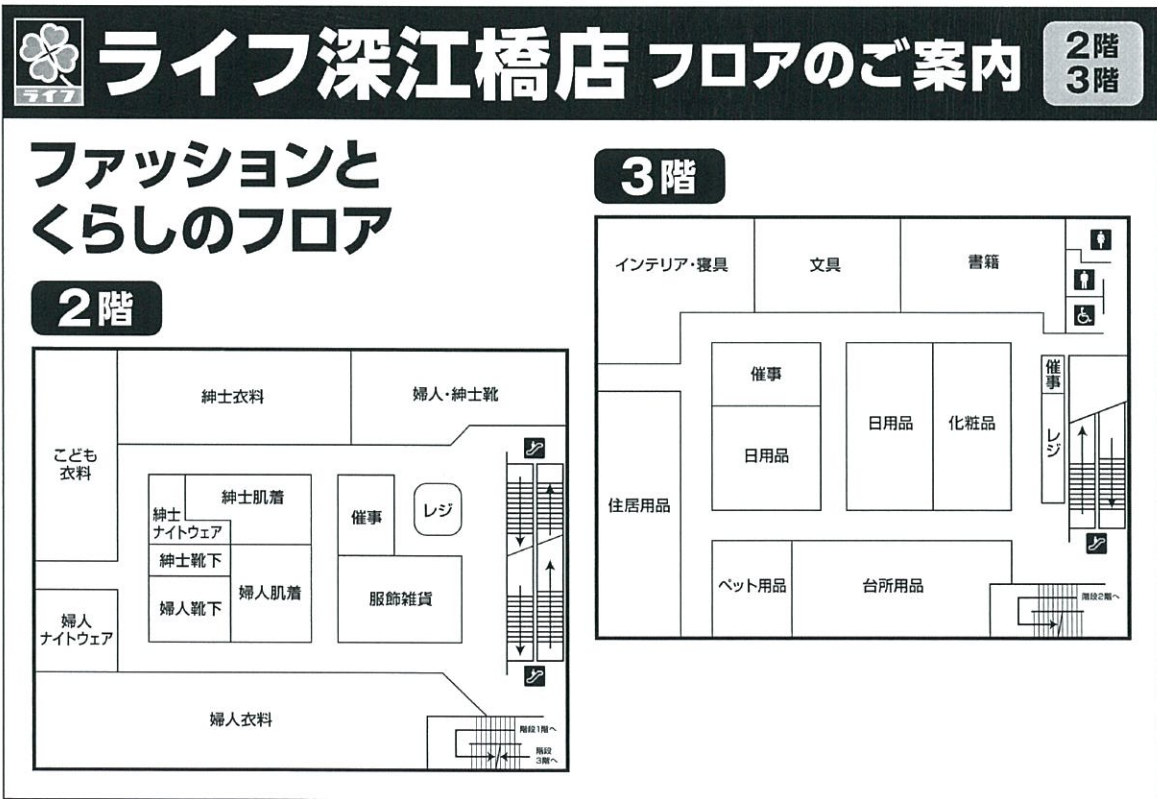 ライフ
ライフ深江橋店 フロアのご案内
2階
3階
ファッションと
くらしのフロア
2階
紳士衣料
婦人・紳士靴
こども
衣料
紳士肌着
紳士
ナイトウェア
催事
レジ
紳士靴下
婦人靴下
婦人肌着
服飾雑貨
婦人
ナイトウェア
婦人衣料
階段1階へ
階段
3階へ
3階
インテリア・寝具
文具
書籍
催事
日用品
日用品
化粧品
催事
レジ
住居用品
ペット用品
台所用品
階段2階へ